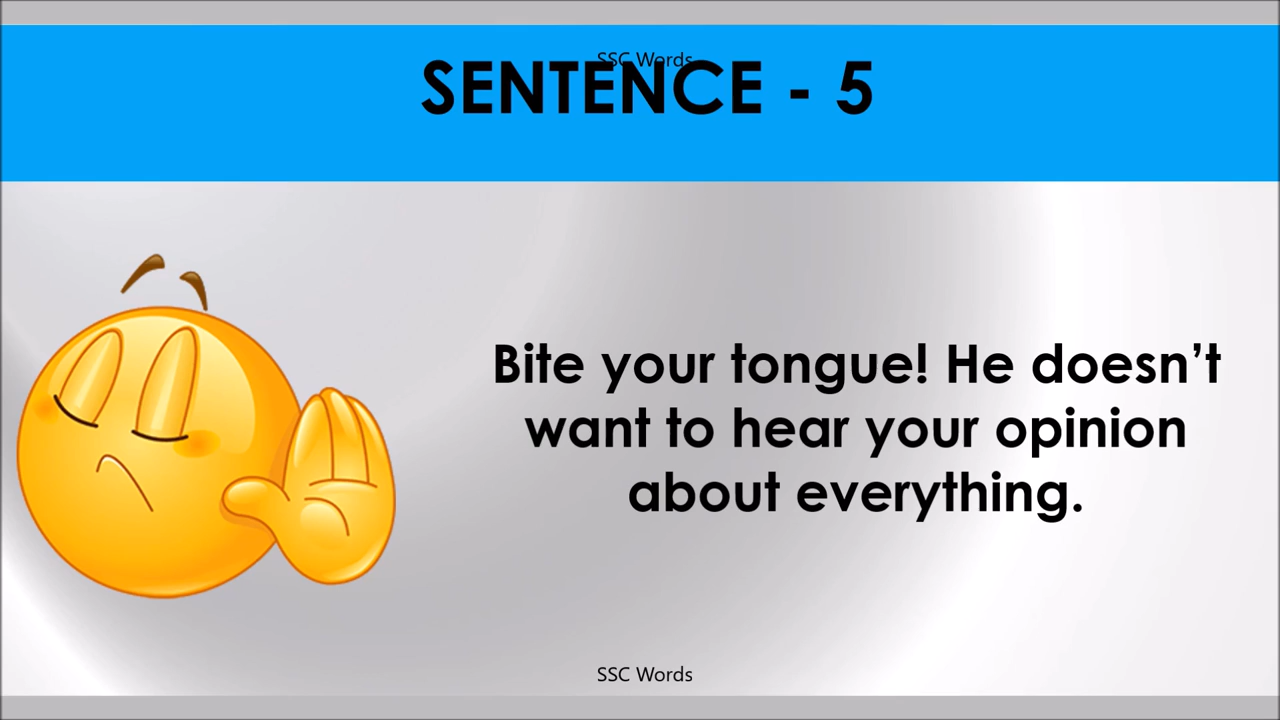 SSC Words
SENTENCE - 5
Bite your tongue! He doesn’t
want to hear your opinion
about everything.
SSC Words